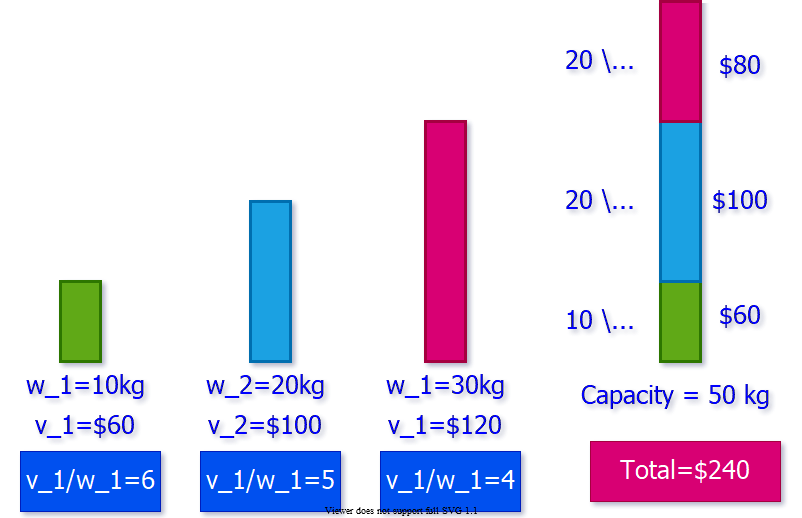 20 \...
$80
20 \...
$100
10 \...
$60
w_1=10kg
v_1=$60
v_1/w_1=6
w_2=20kg
v_2=$100
v_1/w_1=5
w_1=30kg
v_1=$120
v_1/w_1=4
Capacity = 50 kg
Total=$240
Viewer does not support full SVG 1.1